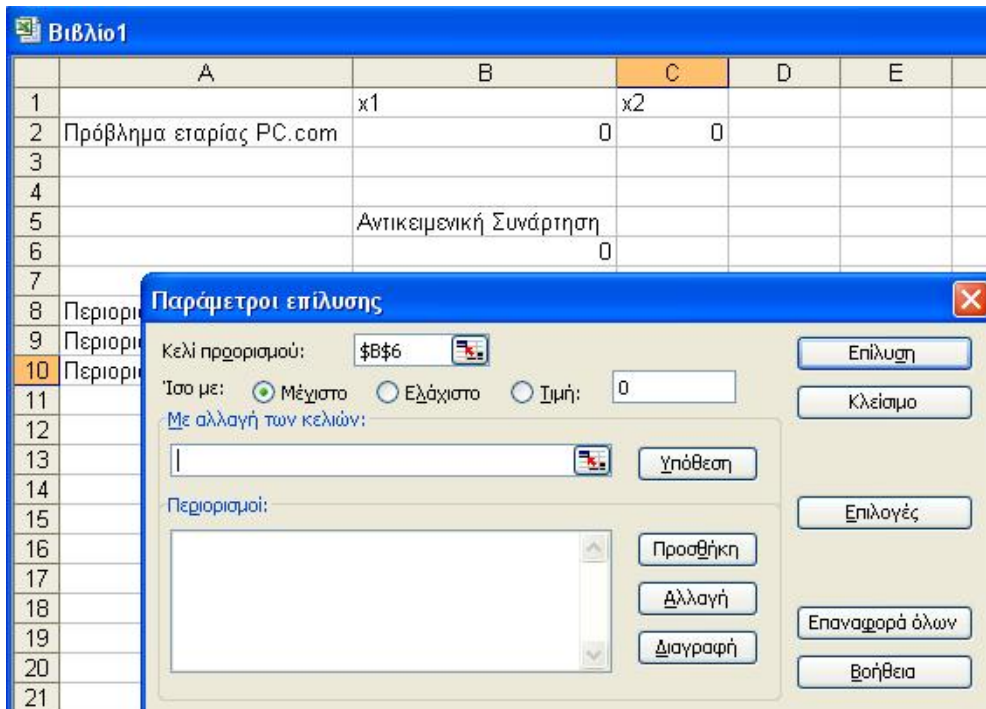 Βιβλίο1
A B C D E
1 x1 x2
2 Πρόβλημα εταρίας PC.com 0 0
3
4
5 Αντικειμενική Συνάρτηση
6 0
7
8 Περιορι
9 Περιορι
10 Περιορι
11
12
13
14
15
16
17
18
19
20
21
Παράμετροι επίλυσης
Κελί προορισμού: $B$6 Επίλυση
Ίσο με: Μέγιστο Ελάχιστο Τιμή: 0 Κλείσιμο
Με αλλαγή των κελιών:
Υπόθεση
Περιορισμοί: Επιλογές
Προσθήκη
Αλλαγή
Επαναφορά όλων
Διαγραφή
Βοήθεια